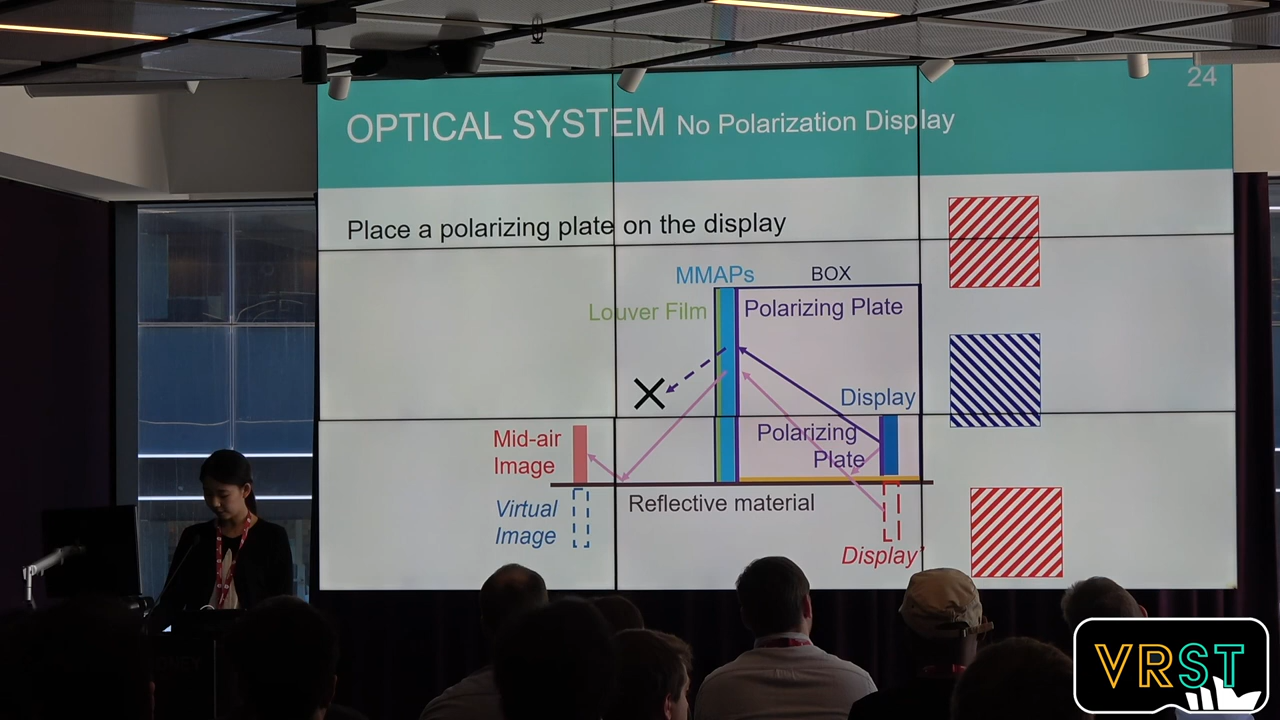 24
OPTICAL SYSTEM No Polarization Display
Place a polarizing plate on the display
MMAPs
BOX
Louver Film
Polarizing Plate
Display
Mid-air
Image
Polarizing
Plate
Virtual
Image
Reflective material
Display'
VRST